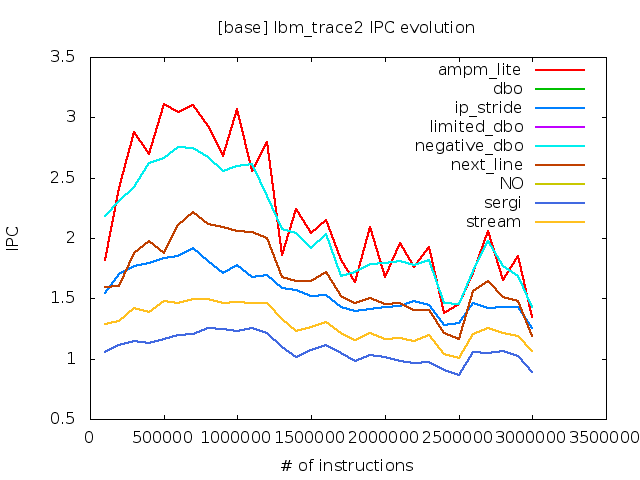 [base] lbm_trace2 IPC evolution
3.5
3
2.5
2
1.5
1
0.5
IPC
ampm_lite
dbo
ip_stride
limited_dbo
negative_dbo
next_line
NO
sergi
stream
0 500000 1000000 1500000 2000000 2500000 3000000 3500000
# of instructions